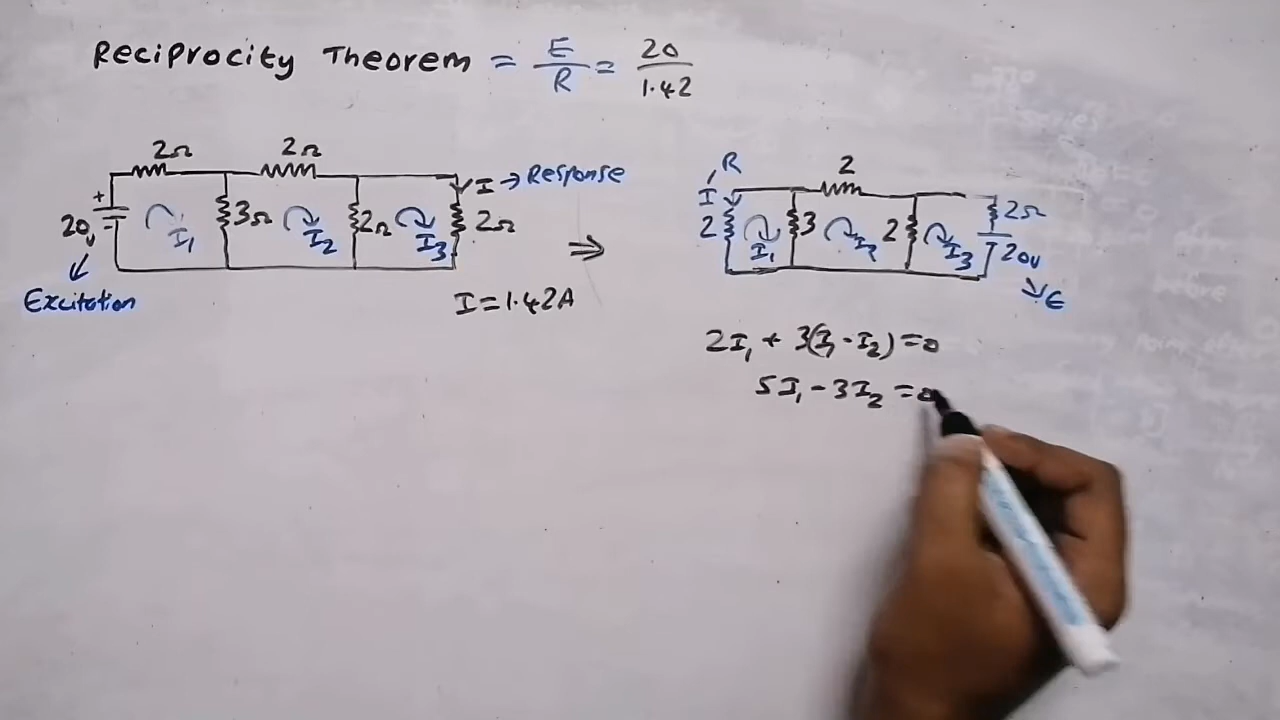 Reciprocity Theorem = E/R = 20/1.42
2Ω 2Ω
+ - 20v 3Ω 2Ω 2Ω
I → Response
I₁ I₂ I₃
Excitation
I = 1.42A
⇒
R
I
2
2 3 2 2Ω
I₁ I₂ I₃ 20v
E
2I₁ + 3(I₁ - I₂) = 0
5I₁ - 3I₂ = 0